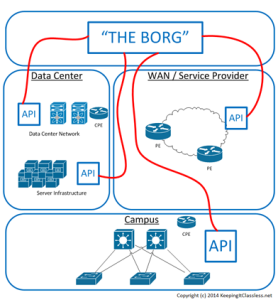 “THE BORG”
Data Center
WAN / Service Provider
API
CPE
Data Center Network
API
PE
PE
API
Server Infrastructure
Campus
CPE
API
Copyright (c) 2014 KeepingItClassless.net